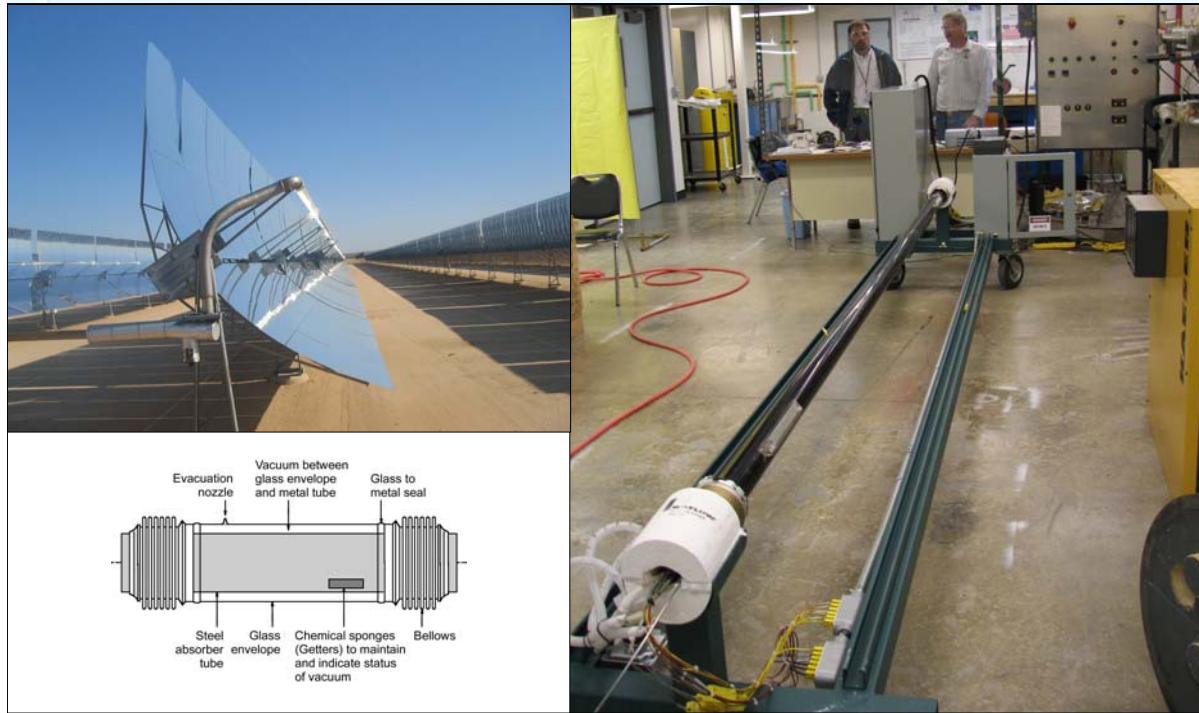 Evacuation
nozzle
Vacuum between
glass envelope
and metal tube
Glass to
metal seal
Steel
absorber
tube
Glass
envelope
Chemical sponges
(Getters) to maintain
and indicate status
of vacuum
Bellows